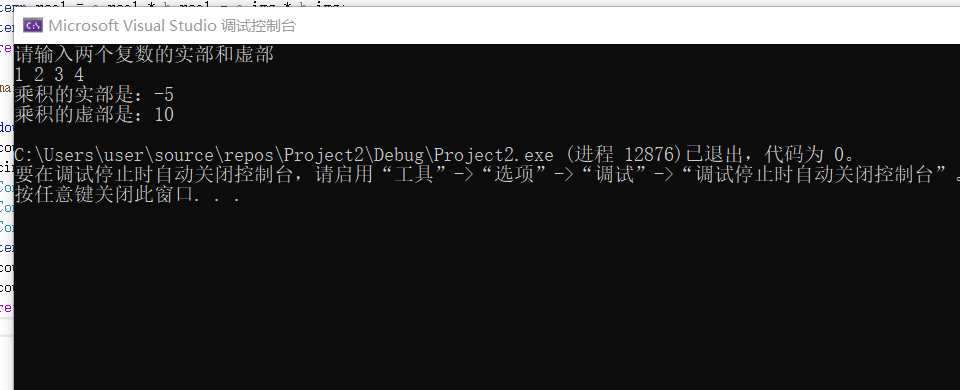 Microsoft Visual Studio 调试控制台
请输入两个复数的实部和虚部
1 2 3 4
乘积的实部是：-5
乘积的虚部是：10
C:\Users\user\source\repos\Project2\Debug\Project2.exe (进程 12876)已退出，代码为 0。
要在调试停止时自动关闭控制台，请启用“工具”->“选项”->“调试”->“调试停止时自动关闭控制台”。
按任意键关闭此窗口. . .